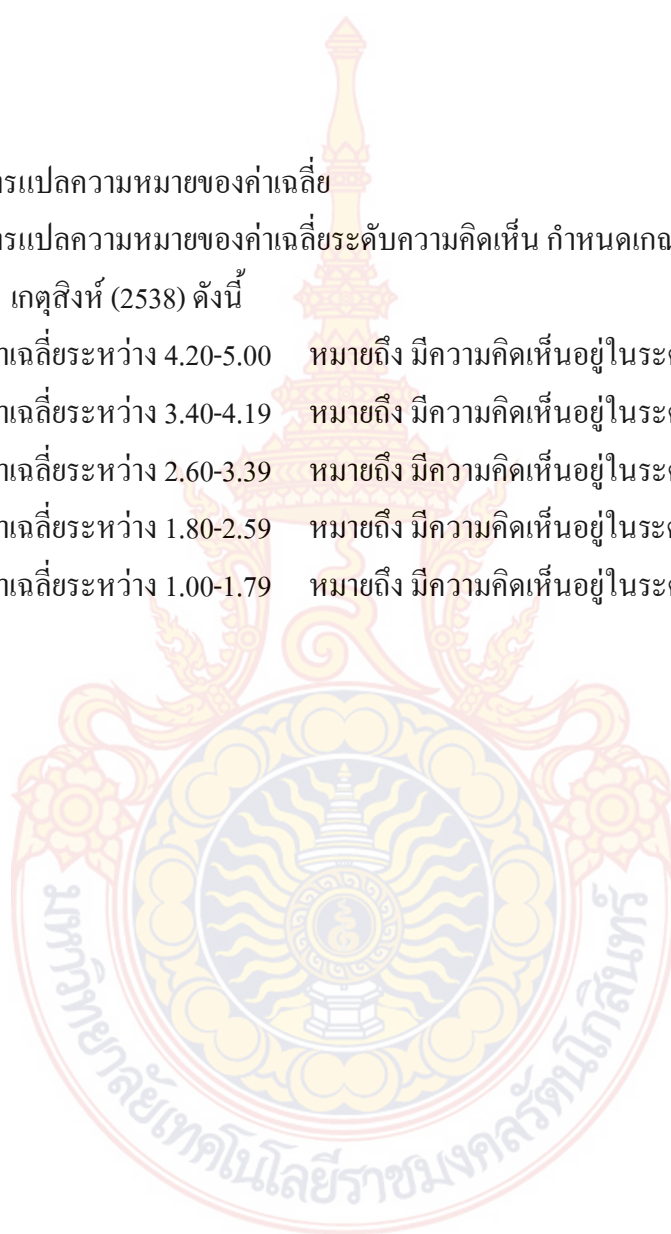 รแปลความหมายของค่าเฉลี่ย
รแปลความหมายของค่าเฉลี่ยระดับความคิดเห็น กำหนดเกณ
เกตุสิงห์ (2538) ดังนี้
าเฉลี่ยระหว่าง 4.20-5.00 หมายถึง มีความคิดเห็นอยู่ในระด
าเฉลี่ยระหว่าง 3.40-4.19 หมายถึง มีความคิดเห็นอยู่ในระด
าเฉลี่ยระหว่าง 2.60-3.39 หมายถึง มีความคิดเห็นอยู่ในระด
าเฉลี่ยระหว่าง 1.80-2.59 หมายถึง มีความคิดเห็นอยู่ในระด
าเฉลี่ยระหว่าง 1.00-1.79 หมายถึง มีความคิดเห็นอยู่ในระด
มหาวิทยาลัยเทคโนโลยีราชมงคลรัตนโกสินทร์